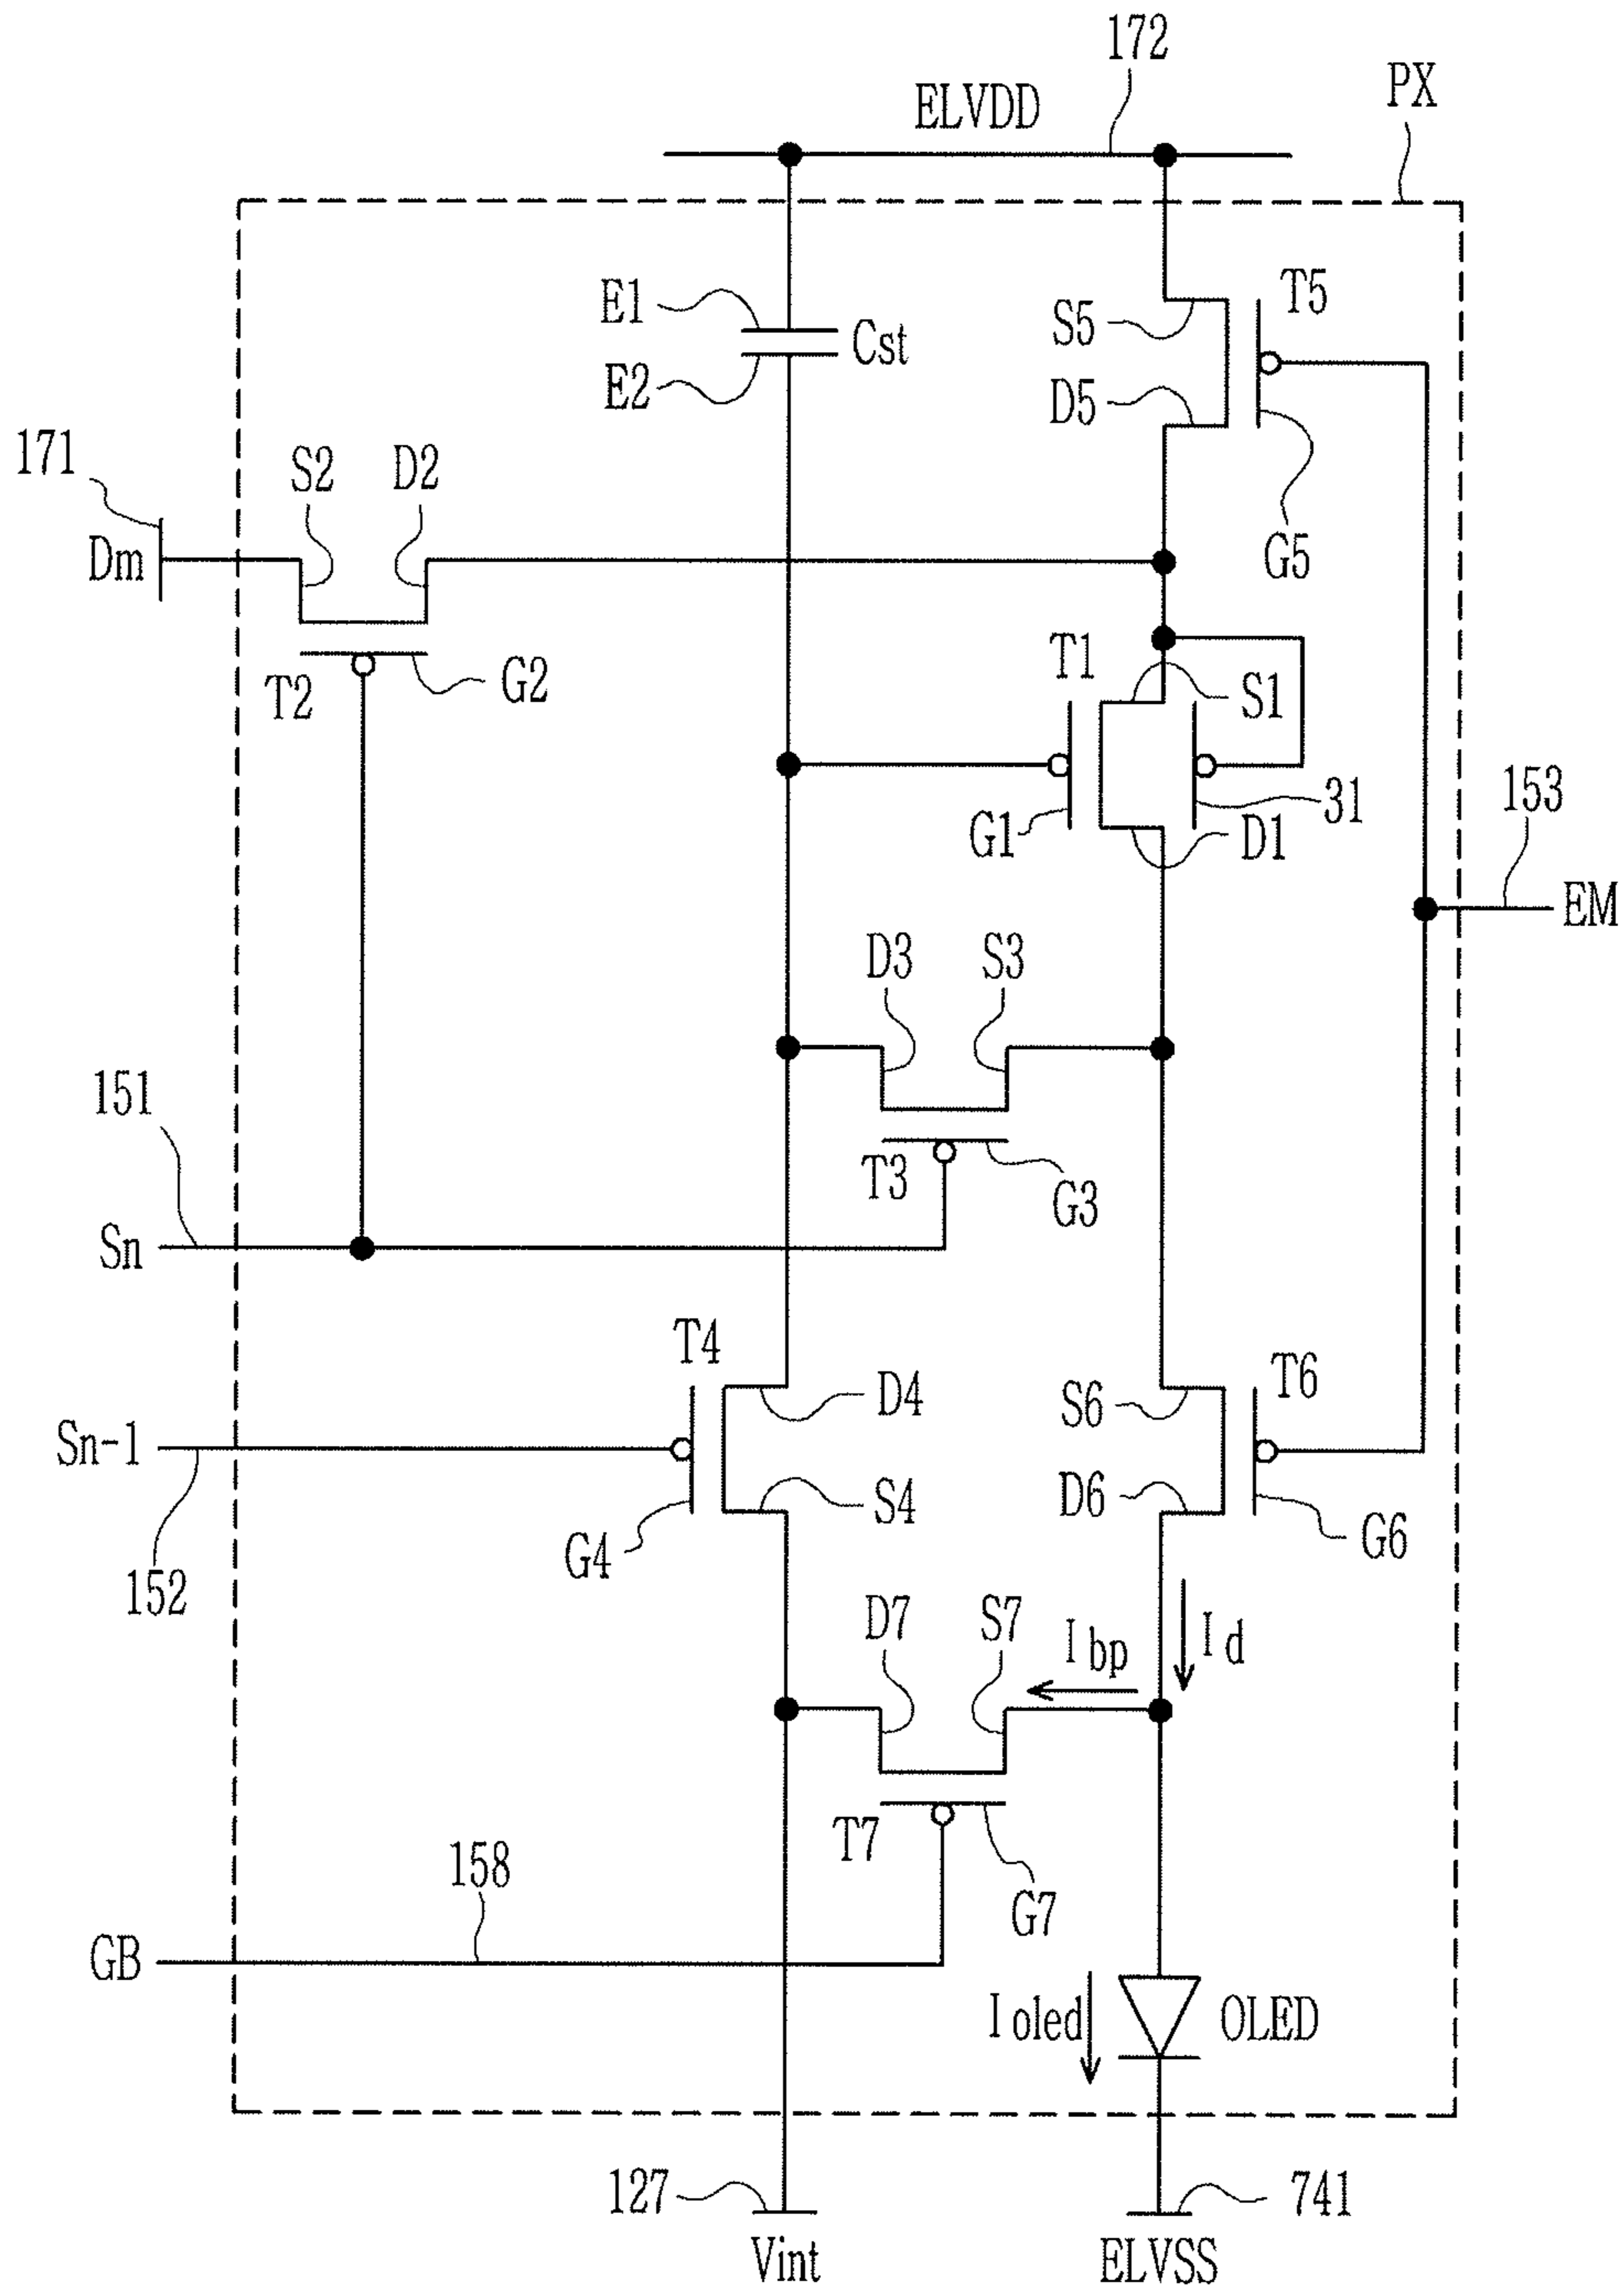 172
ELVDD
PX
E1
Cst
E2
S5
T5
D5
G5
171
S2
D2
Dm
T2
G2
T1
S1
G1
31
D1
153
EM
D3
S3
151
T3
G3
Sn
T4
D4
S6
T6
Sn-1
S4
D6
G4
G6
152
D7
S7
I bp
I d
T7
G7
158
GB
I oled
OLED
127
741
Vint
ELVSS